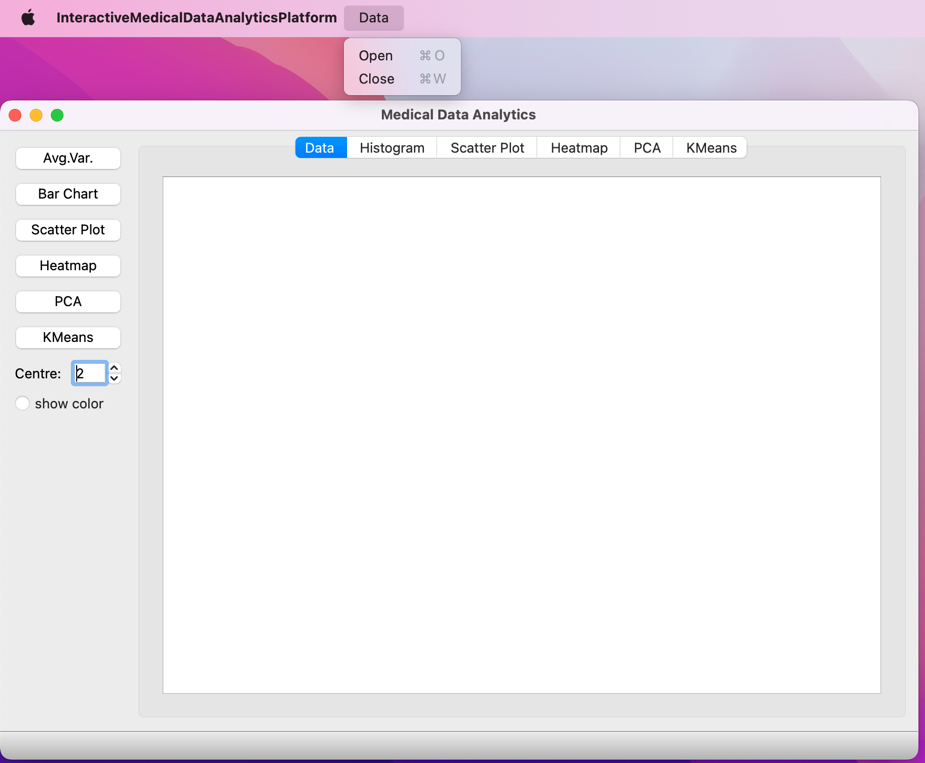 InteractiveMedicalDataAnalyticsPlatform Data
Open ⌘ O
Close ⌘ W
Medical Data Analytics
Data Histogram Scatter Plot Heatmap PCA KMeans
Avg.Var.
Bar Chart
Scatter Plot
Heatmap
PCA
KMeans
Centre: 2
show color